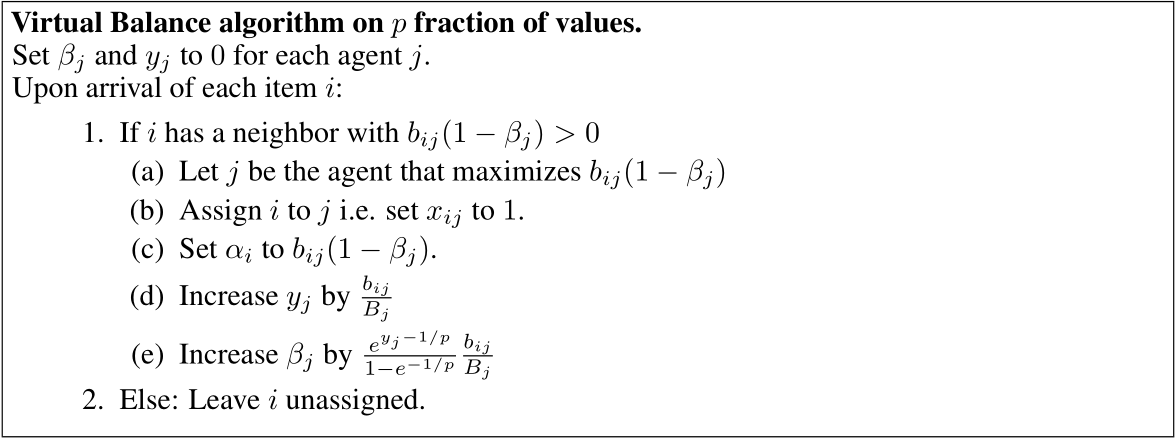 Virtual Balance algorithm on $p$ fraction of values.
Set $\beta_j$ and $y_j$ to 0 for each agent $j$.
Upon arrival of each item $i$:
1. If $i$ has a neighbor with $b_{ij}(1 - \beta_j) > 0$
(a) Let $j$ be the agent that maximizes $b_{ij}(1 - \beta_j)$
(b) Assign $i$ to $j$ i.e. set $x_{ij}$ to 1.
(c) Set $\alpha_i$ to $b_{ij}(1 - \beta_j)$.
(d) Increase $y_j$ by $\frac{b_{ij}}{B_j}$
(e) Increase $\beta_j$ by $\frac{e^{y_j - 1/p}}{1 - e^{-1/p}} \frac{b_{ij}}{B_j}$
2. Else: Leave $i$ unassigned.